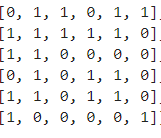 [0, 1, 1, 0, 1, 1]
[1, 1, 1, 1, 1, 0]
[1, 1, 0, 0, 0, 0]
[0, 1, 0, 1, 1, 0]
[1, 1, 0, 1, 1, 0]
[1, 0, 0, 0, 0, 1]